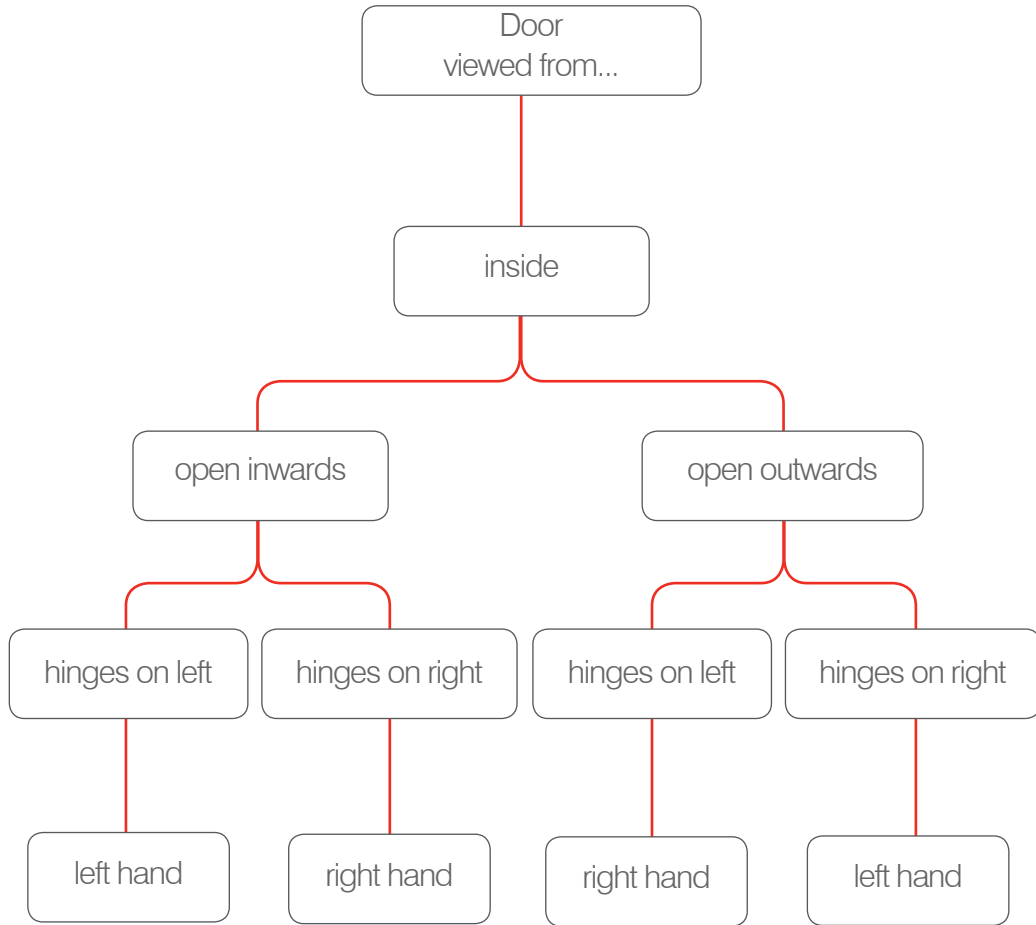 Door
viewed from...
inside
open inwards
open outwards
hinges on left
hinges on right
hinges on left
hinges on right
left hand
right hand
right hand
left hand